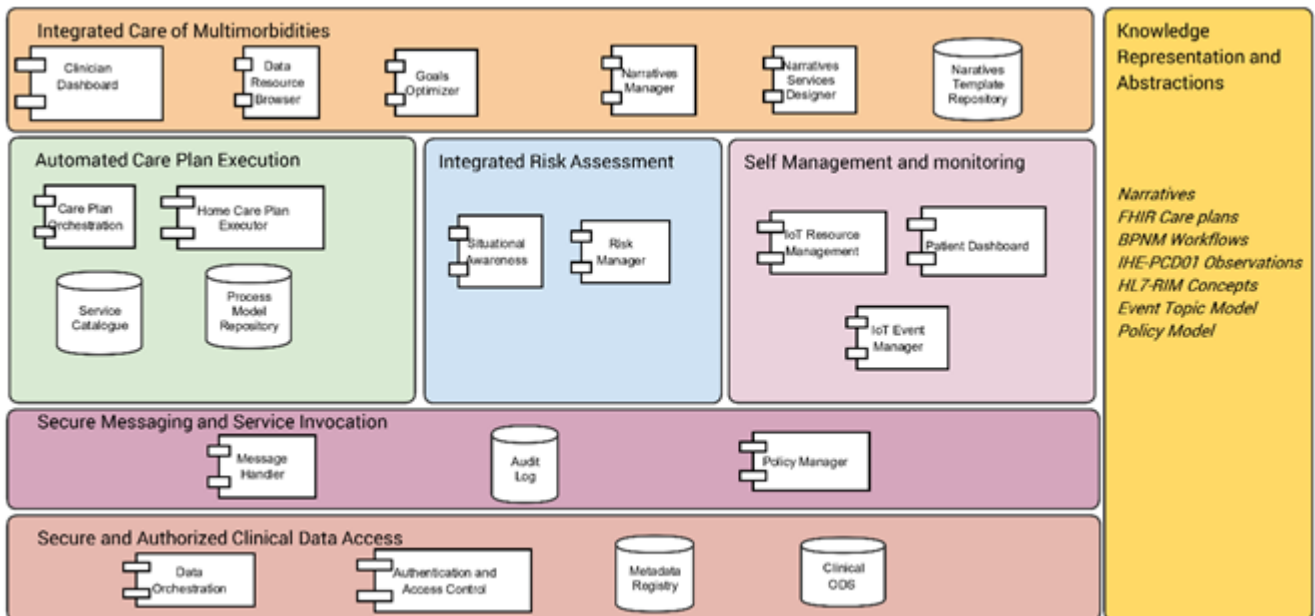 Integrated Care of Multimorbidities
Clinician
Dashboard
Data
Resource
Browser
Goals
Optimizer
Narratives
Manager
Narratives
Services
Designer
Naratives
Template
Repository
Automated Care Plan Execution
Care Plan
Orchestration
Home Care Plan
Executor
Service
Catalogue
Process
Model
Repository
Integrated Risk Assessment
Situational
Awareness
Risk
Manager
Self Management and monitoring
IoT Resource
Management
Patient Dashboard
IoT Event
Manager
Secure Messaging and Service Invocation
Message
Handler
Audit
Log
Policy Manager
Secure and Authorized Clinical Data Access
Data
Orchestration
Authentication and
Access Control
Metadata
Registry
Clinical
ODS
Knowledge
Representation and
Abstractions
Narratives
FHIR Care plans
BPNM Workflows
IHE-PCD01 Observations
HL7-RIM Concepts
Event Topic Model
Policy Model